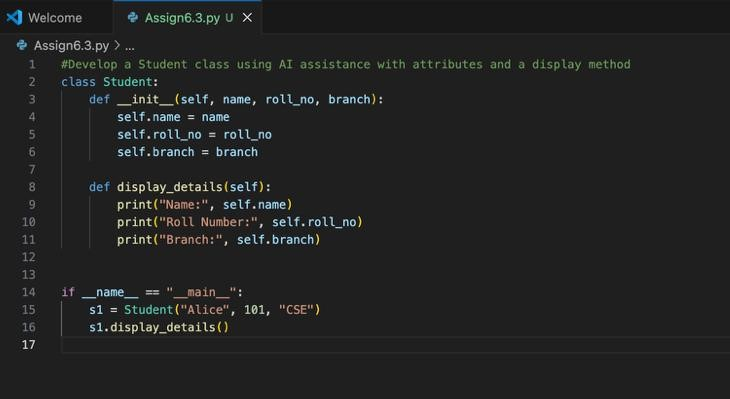 Welcome
Assign6.3.py U
Assign6.3.py > ...
1 #Develop a Student class using AI assistance with attributes and a display method
2 class Student:
3     def __init__(self, name, roll_no, branch):
4         self.name = name
5         self.roll_no = roll_no
6         self.branch = branch
7
8     def display_details(self):
9         print("Name:", self.name)
10         print("Roll Number:", self.roll_no)
11         print("Branch:", self.branch)
12
13
14 if __name__ == "__main__":
15     s1 = Student("Alice", 101, "CSE")
16     s1.display_details()
17